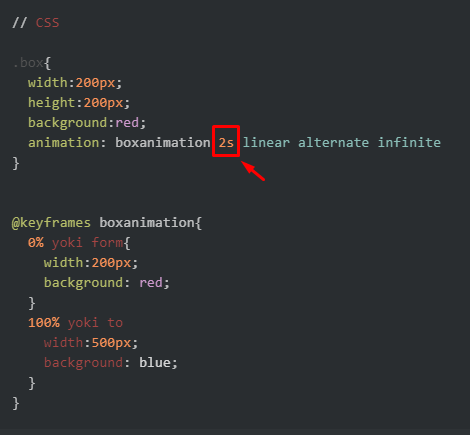 // CSS
.box{
width:200px;
height:200px;
background:red;
animation: boxanimation 2s linear alternate infinite
}
@keyframes boxanimation{
0% yoki form{
width:200px;
background: red;
}
100% yoki to
width:500px;
background: blue;
}
}